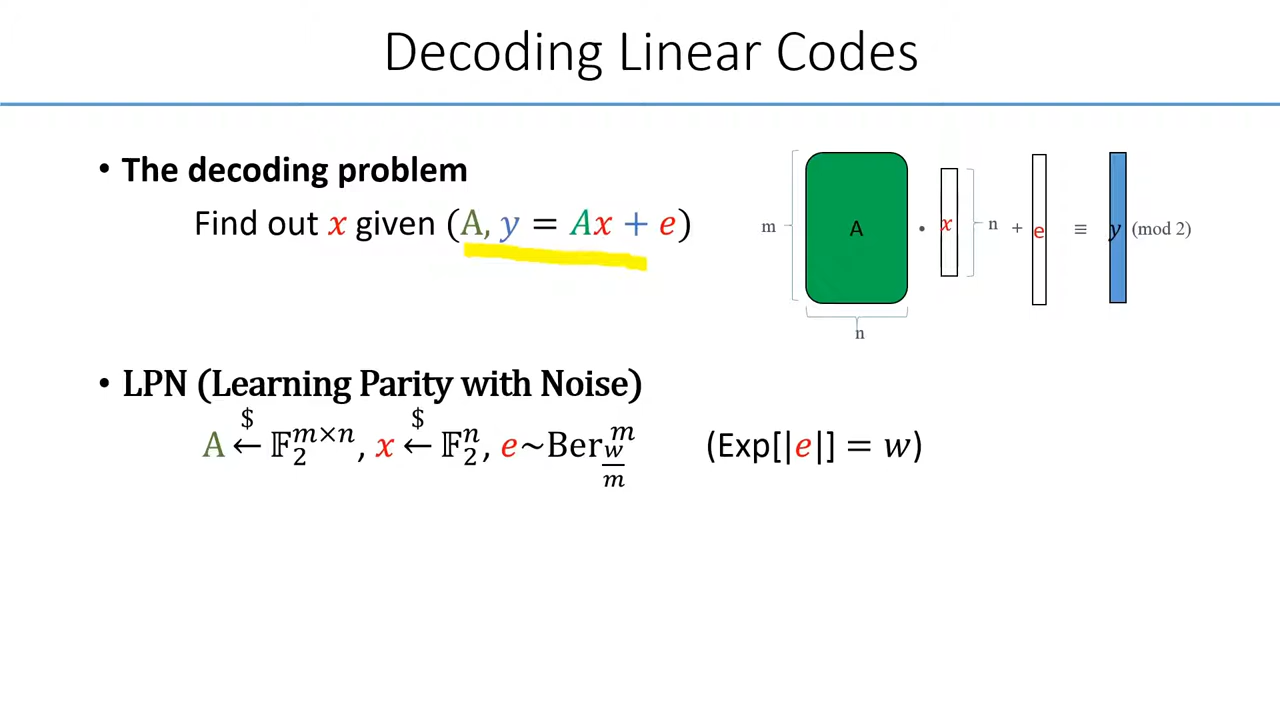 Decoding Linear Codes
• The decoding problem
Find out x given (A, y = Ax + e)
m
A
•
x
n
+
e
≡
y
(mod 2)
n
• LPN (Learning Parity with Noise)
A ←$ 𝔽₂^{m×n}, x ←$ 𝔽₂^n, e~Ber_{w/m}^m (Exp[|e|] = w)